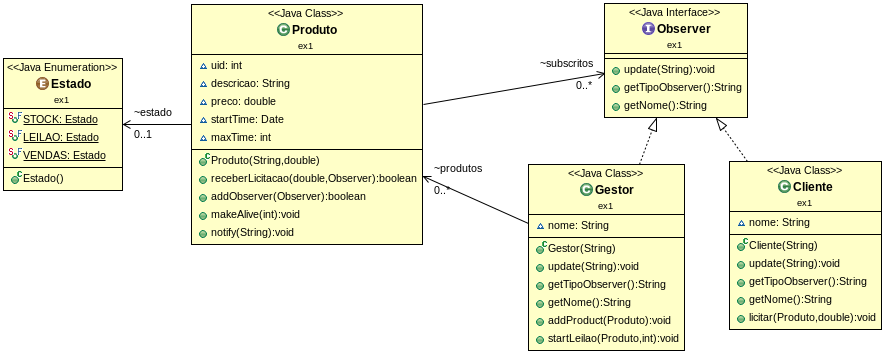 <<Java Enumeration>>
E Estado
ex1
STOCK: Estado
LEILAO: Estado
VENDAS: Estado
Estado()
~estado
0..1
<<Java Class>>
C Produto
ex1
uid: int
descricao: String
preco: double
startTime: Date
maxTime: int
Produto(String,double)
receberLicitacao(double,Observer):boolean
addObserver(Observer):boolean
makeAlive(int):void
notify(String):void
~subscritos
0..*
<<Java Interface>>
I Observer
ex1
update(String):void
getTipoObserver():String
getNome():String
~produtos
0..*
<<Java Class>>
C Gestor
ex1
nome: String
Gestor(String)
update(String):void
getTipoObserver():String
getNome():String
addProduct(Produto):void
startLeilao(Produto,int):void
<<Java Class>>
C Cliente
ex1
nome: String
Cliente(String)
update(String):void
getTipoObserver():String
getNome():String
licitar(Produto,double):void